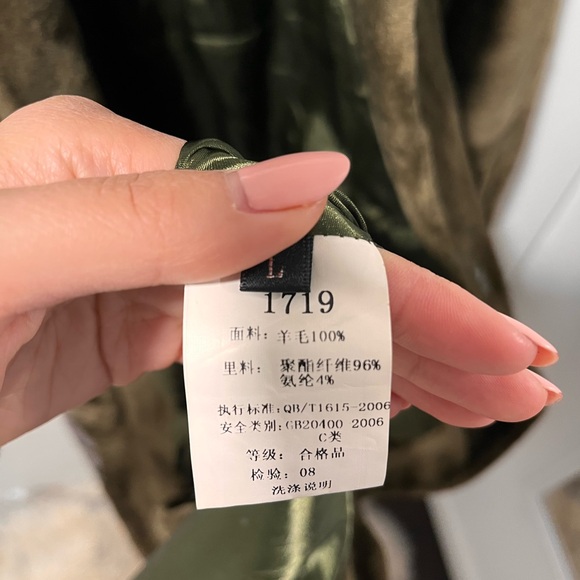 L
1719
面料: 羊毛100%
里料: 聚酯纤维96%
氨纶4%
执行标准:QB/T1615-2006
安全类别:GB20400 2006
C类
等级: 合格品
检验: 08
洗涤说明